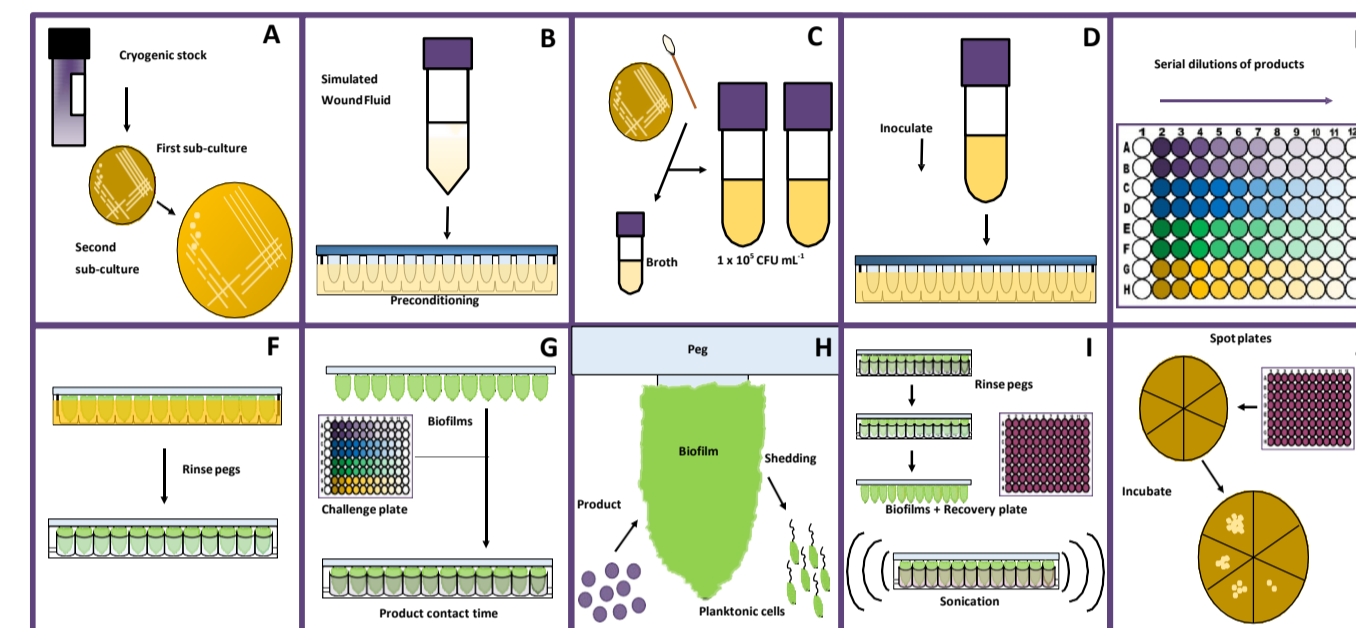 A
Cryogenic stock
First sub-culture
Second
sub-culture
B
Simulated
Wound Fluid
Preconditioning
C
Broth
1 x 10⁵ CFU mL⁻¹
D
Inoculate
Serial dilutions of products
1 2 3 4 5 6 7 8 9 10 11 12
A
B
C
D
E
F
G
H
F
Rinse pegs
G
Biofilms
Challenge plate
Product contact time
H
Peg
Biofilm
Shedding
Product
Planktonic cells
I
Rinse pegs
Biofilms + Recovery plate
Sonication
Spot plates
Incubate